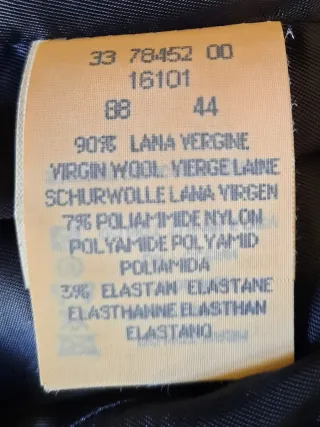 33 78452 00
16101
88 44
90% LANA VERGINE
VIRGIN WOOL VIERGE LAINE
SCHURWOLLE LANA VIRGEN
7% POLIAMMIDE NYLON
POLYAMIDE POLYAMID
POLIAMIDA
3% ELASTAN ELASTANE
ELASTHANNE ELASTHAN
ELASTANO